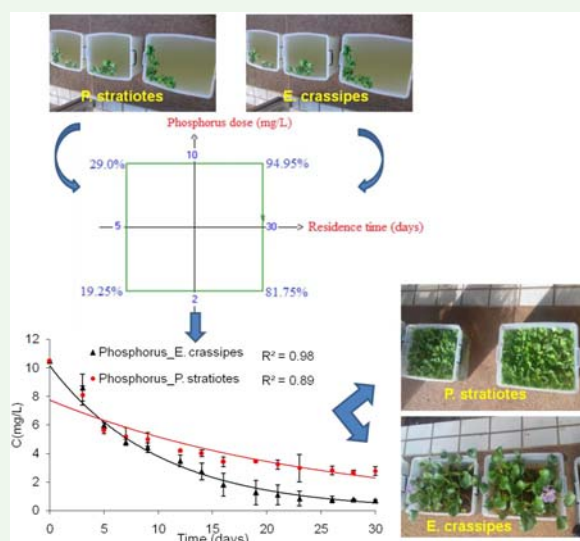 P. stratiotes
E. crassipes
Phosphorus dose (mg/L)
10
29.0%
94.95%
5
30
Residence time (days)
19.25%
2
81.75%
12
10
8
6
4
2
0
C(mg/L)
Phosphorus_E. crassipes R² = 0.98
Phosphorus_P. stratiotes R² = 0.89
0 5 10 15 20 25 30
Time (days)
P. stratiotes
E. crassipes